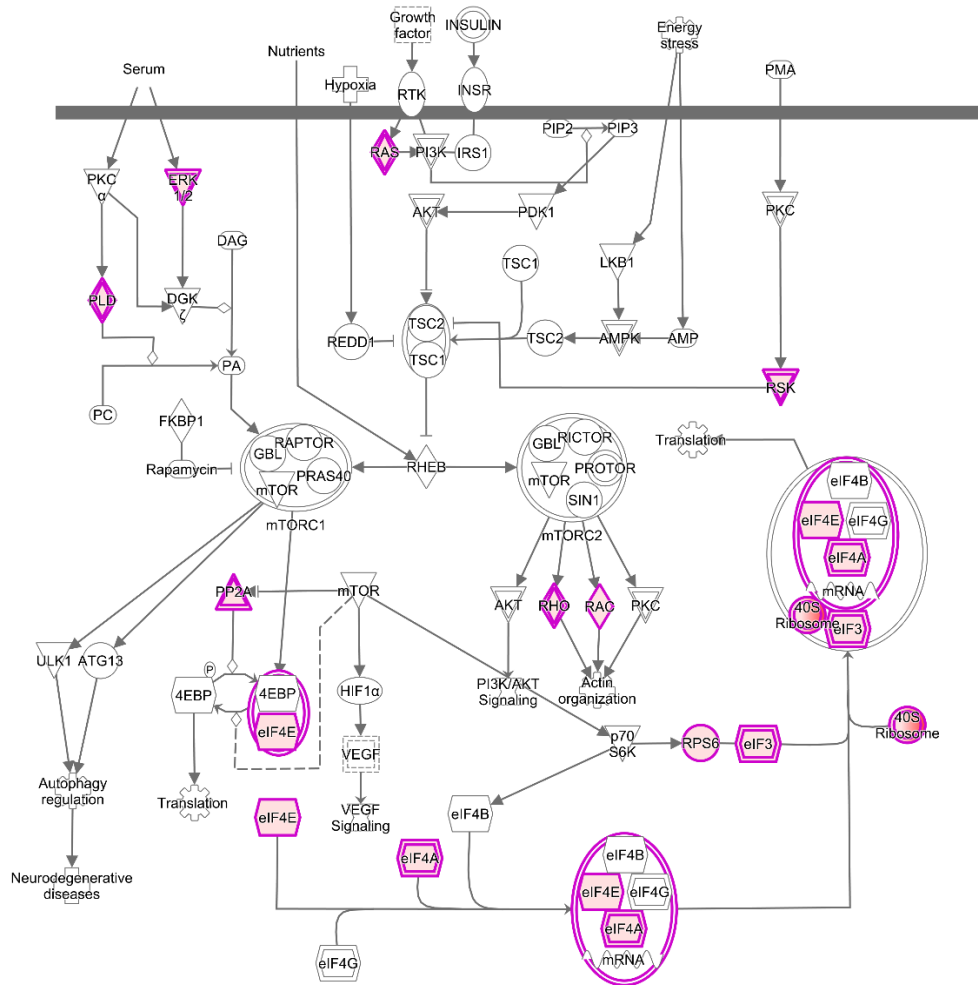 Growth
factor
INSULIN
Energy
stress
Nutrients
Serum
Hypoxia
PMA
RTK
INSR
PIP2
PIP3
RAS
PI3K
IRS1
PKC
α
ERK
1/2
AKT
PDK1
PKC
DAG
TSC1
LKB1
PLD
DGK
ζ
TSC2
REDD1
TSC2
AMPK
AMP
TSC1
PA
RSK
PC
FKBP1
RAPTOR
GBL
RICTOR
GBL
Translation
Rapamycin
PRAS40
RHEB
PROTOR
mTOR
mTOR
SIN1
eIF4B
mTORC1
mTORC2
eIF4E
eIF4G
eIF4A
mRNA
PP2A
mTOR
AKT
RHO
RAC
PKC
40S
Ribosome
eIF3
ULK1
ATG13
P
4EBP
4EBP
HIF1α
PI3K/AKT
Signaling
Actin
organization
eIF4E
p70
S6K
RPS6
eIF3
40S
Ribosome
VEGF
Autophagy
regulation
Translation
VEGF
Signaling
eIF4B
eIF4E
eIF4A
eIF4B
Neurodegenerative
diseases
eIF4E
eIF4G
eIF4A
eIF4G
mRNA